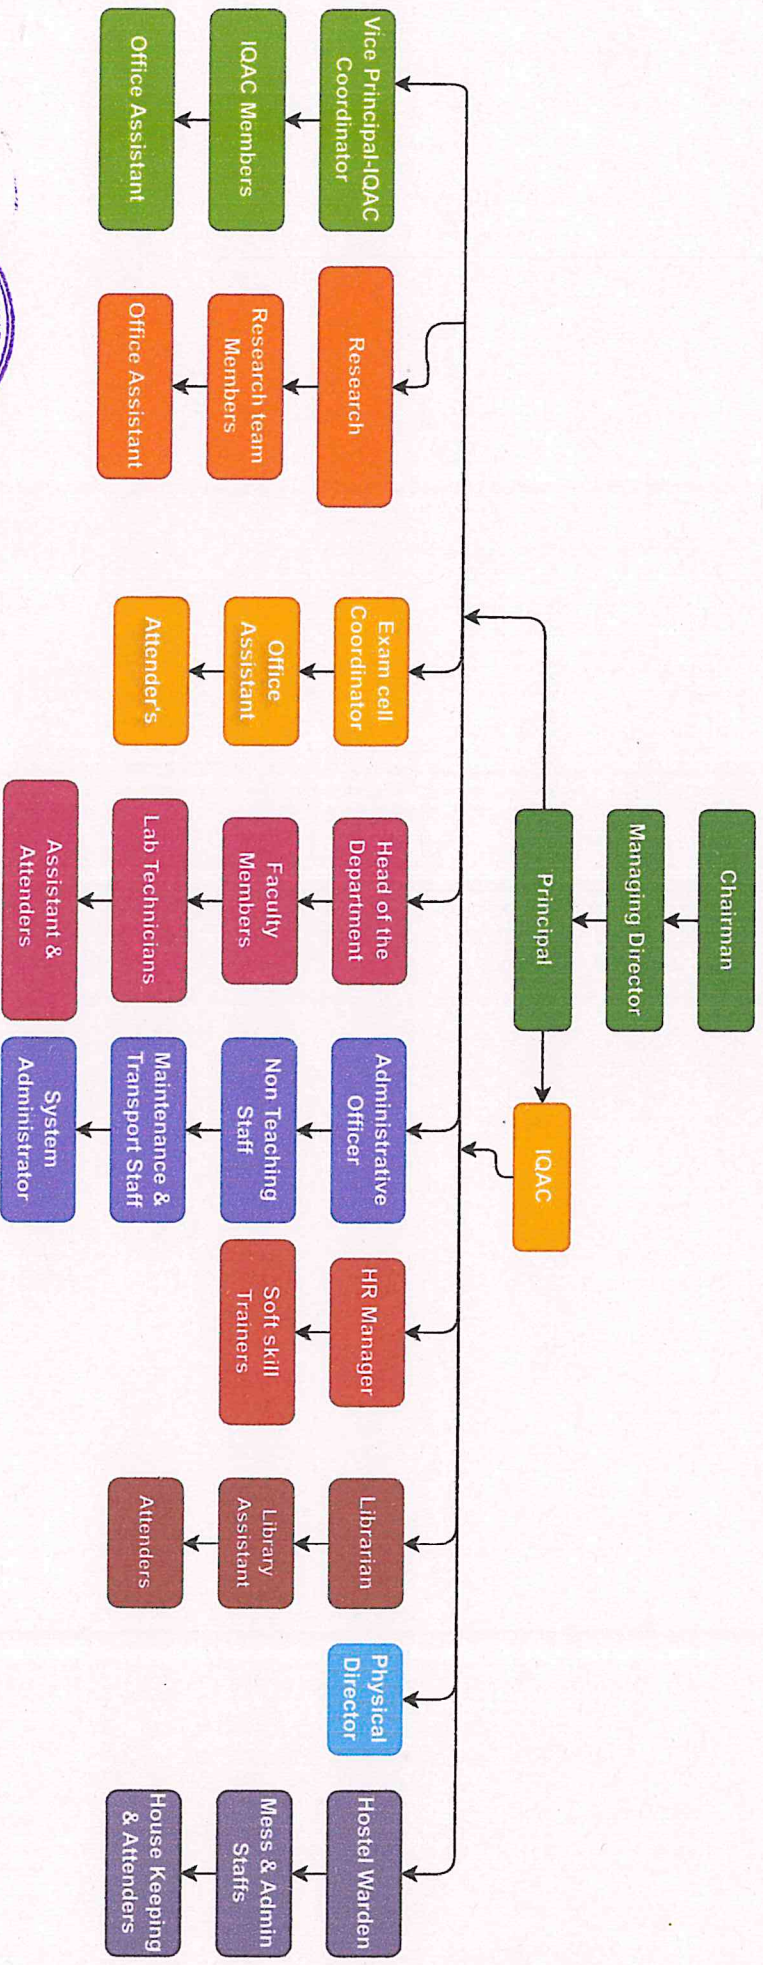 Chairman
Managing Director
Principal
IQAC
Vice Principal-IQAC
Coordinator
IQAC Members
Office Assistant
Research
Research team
Members
Office Assistant
Exam cell
Coordinator
Office
Assistant
Attender's
Head of the
Department
Faculty
Members
Lab Technicians
Assistant &
Attenders
Administrative
Officer
Non Teaching
Staff
Maintenance &
Transport Staff
System
Administrator
HR Manager
Soft skill
Trainers
Librarian
Library
Assistant
Attenders
Physical
Director
Hostel Warden
Mess & Admin
Staffs
House Keeping
& Attenders